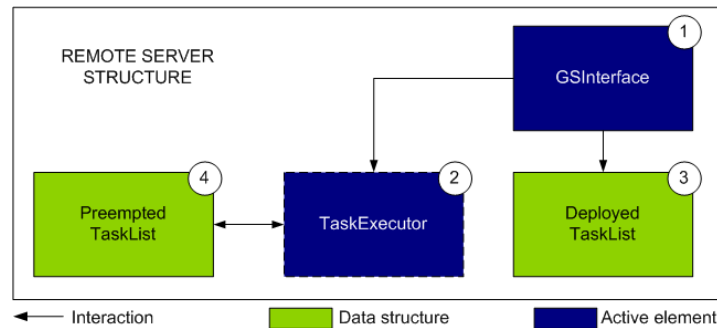 REMOTE SERVER
STRUCTURE
1
GSInterface
4
Preempted
TaskList
2
TaskExecutor
3
Deployed
TaskList
Interaction
Data structure
Active element